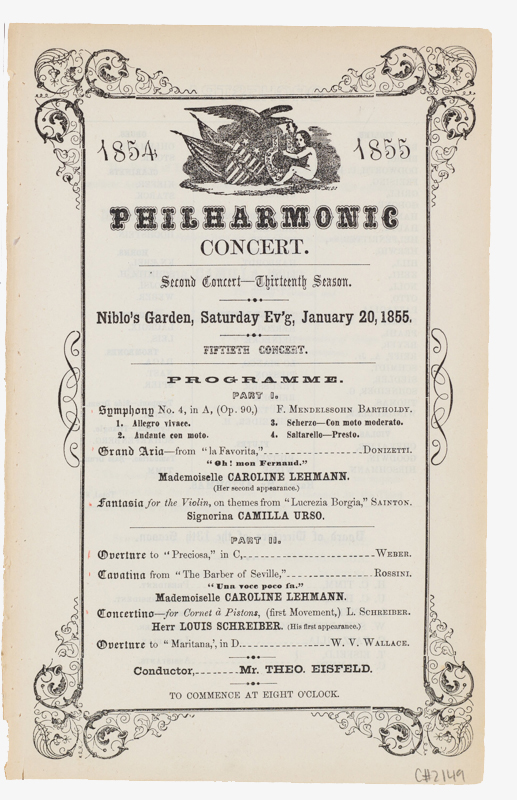 1854 1855
PHILHARMONIC
CONCERT.
Second Concert—Thirteenth Season.
Niblo's Garden, Saturday Ev'g, January 20, 1855.
FIFTIETH CONCERT.
PROGRAMME.
PART I.
Symphony No. 4, in A, (Op. 90,) F. MENDELSSOHN BARTHOLDY.
1. Allegro vivace. 3. Scherzo—Con moto moderato.
2. Andante con moto. 4. Saltarello—Presto.
Grand Aria—from "la Favorita,"------------------DONIZETTI.
"Oh! mon Fernand."
Mademoiselle CAROLINE LEHMANN.
(Her second appearance.)
Fantasia for the Violin, on themes from "Lucrezia Borgia," SAINTON.
Signorina CAMILLA URSO.
PART II.
Overture to "Preciosa," in C,------------------------WEBER.
Cavatina from "The Barber of Seville,"----------------ROSSINI.
"Una voce poco fa."
Mademoiselle CAROLINE LEHMANN.
Concertino—for Cornet à Pistons, (first Movement,) L. SCHREIBER.
Herr LOUIS SCHREIBER. (His first appearance.)
Overture to "Maritana,', in D----------------W. V. WALLACE.
Conductor,--------Mr. THEO. EISFELD.
TO COMMENCE AT EIGHT O'CLOCK.
C#2149